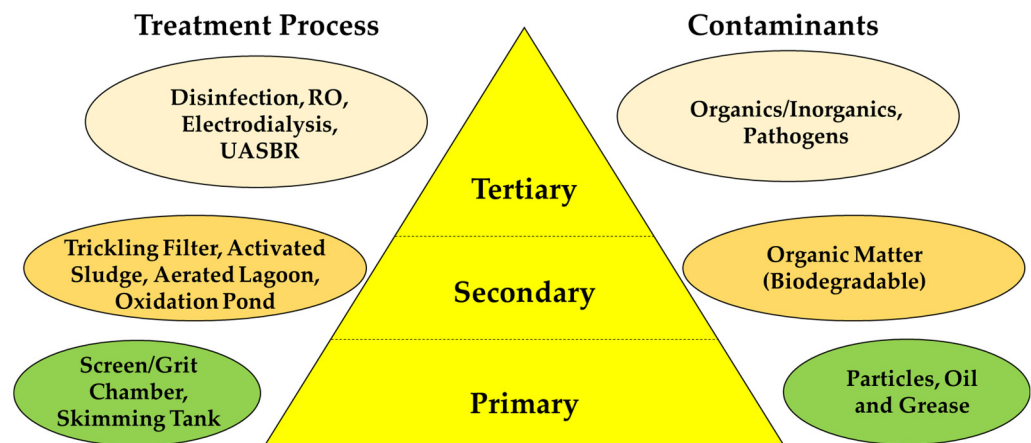 Treatment Process
Contaminants
Disinfection, RO,
Electrodialysis,
UASBR
Organics/Inorganics,
Pathogens
Tertiary
Trickling Filter, Activated
Sludge, Aerated Lagoon,
Oxidation Pond
Secondary
Organic Matter
(Biodegradable)
Screen/Grit
Chamber,
Skimming Tank
Primary
Particles, Oil
and Grease